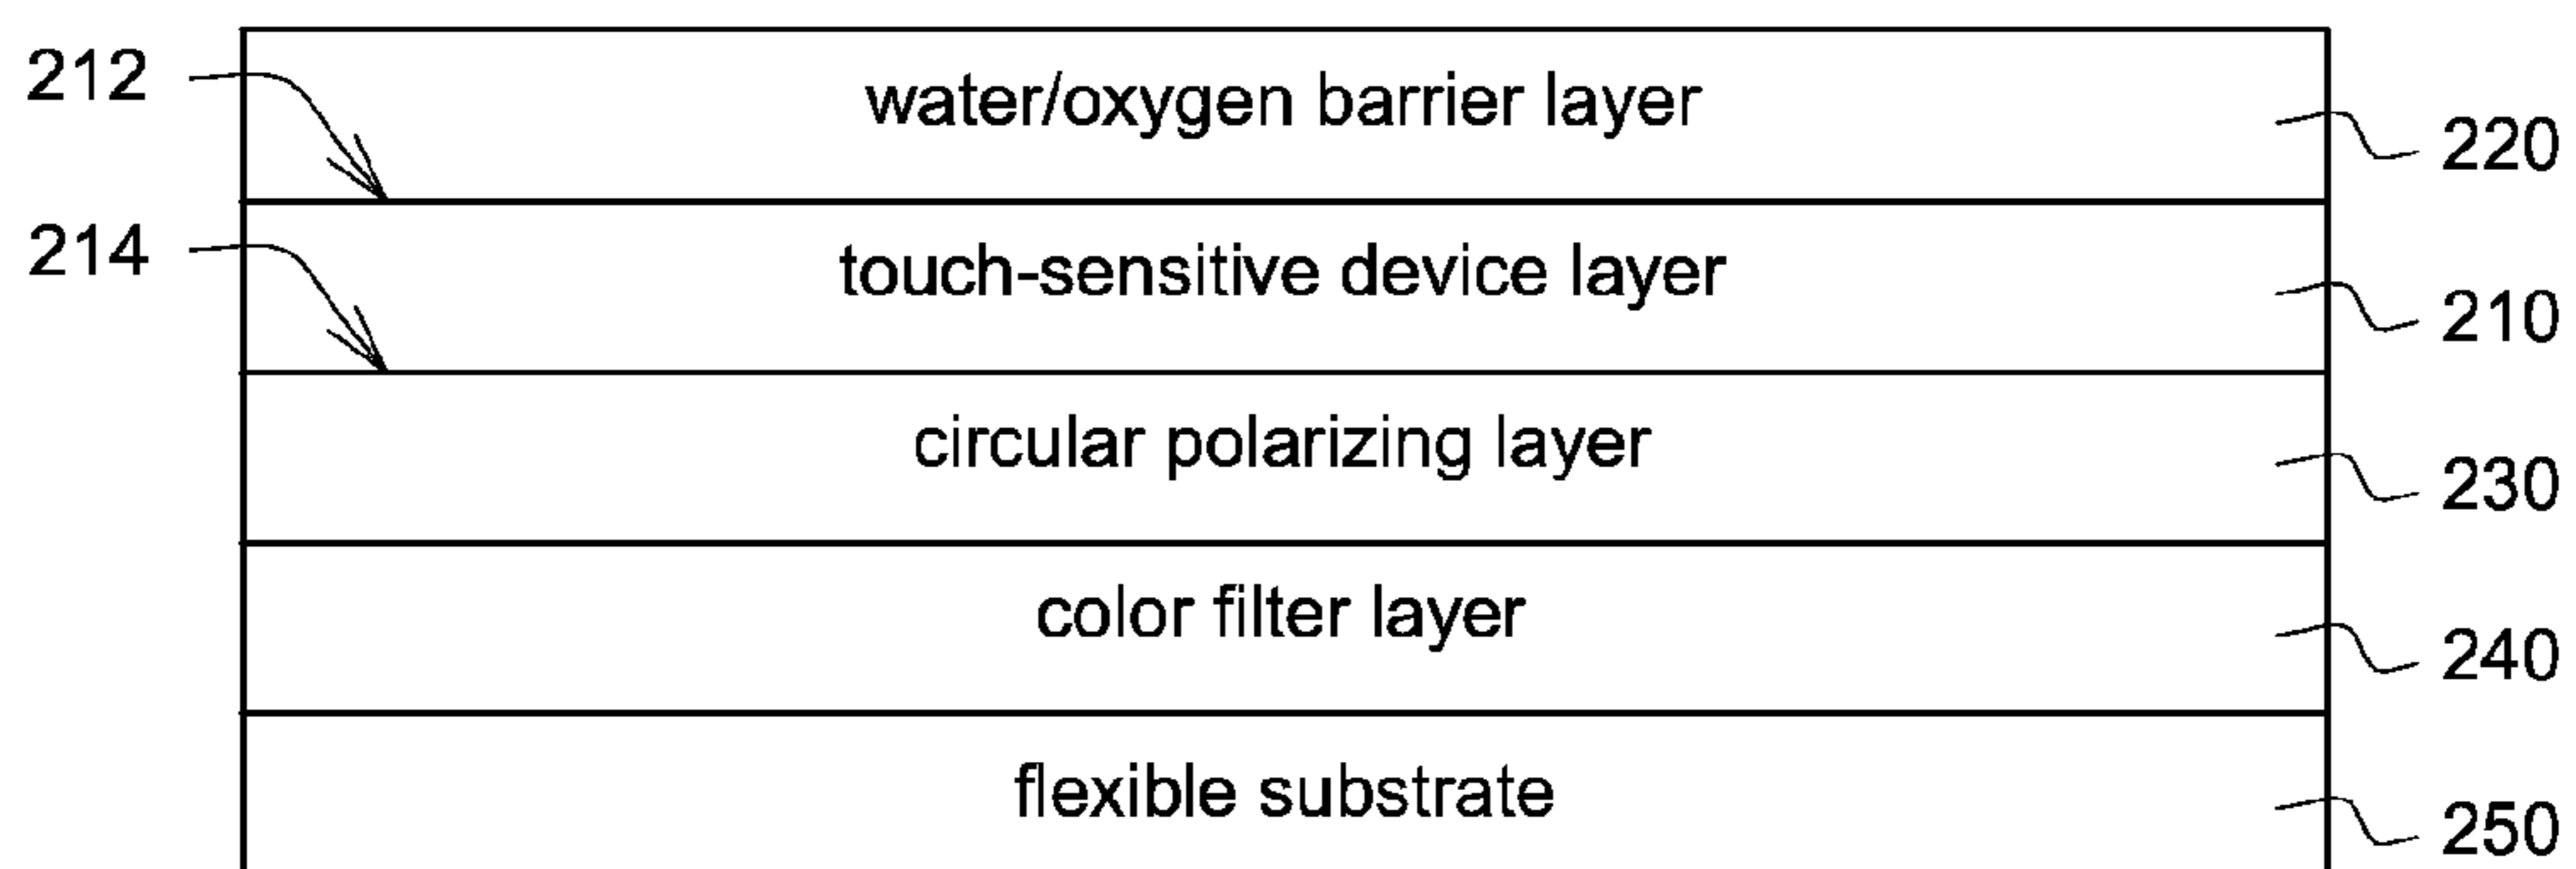 212
water/oxygen barrier layer
220
214
touch-sensitive device layer
210
circular polarizing layer
230
color filter layer
240
flexible substrate
250